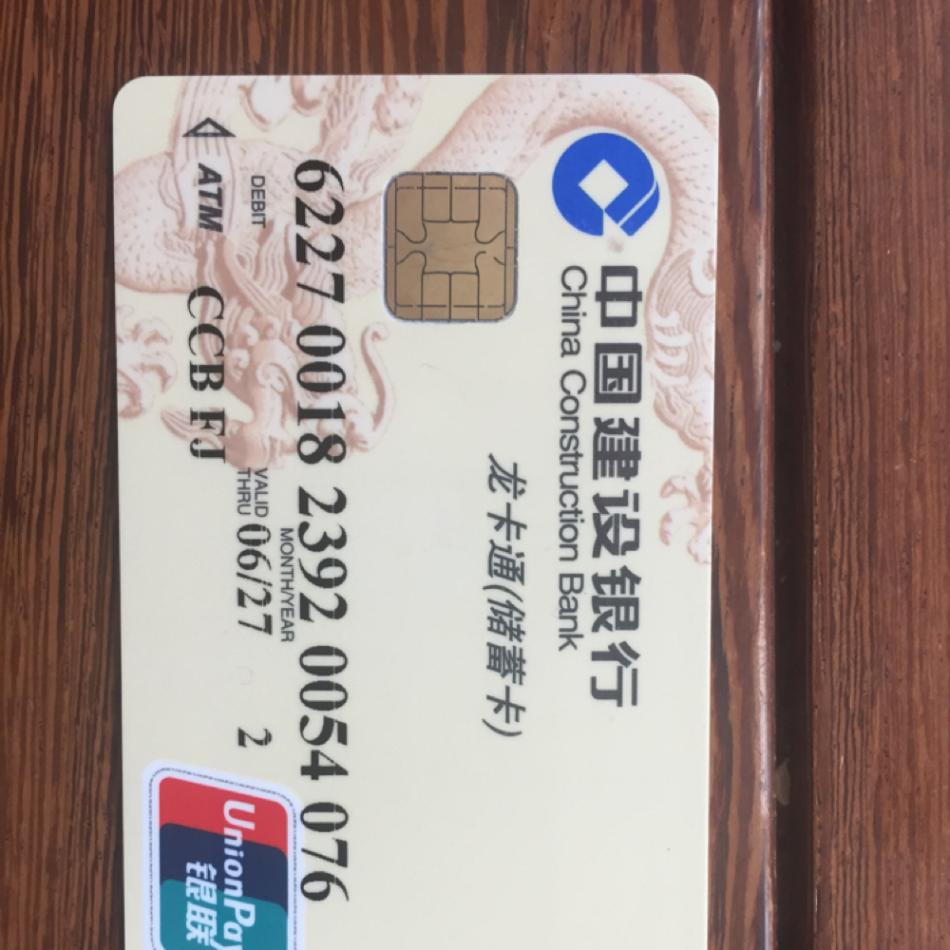 中国建设银行
China Construction Bank
龙卡通(储蓄卡)
6227 0018 2392 0054 076
DEBIT
MONTH/YEAR
VALID
THRU 06/27 2
ATM CCB FJ
UnionPay
银联